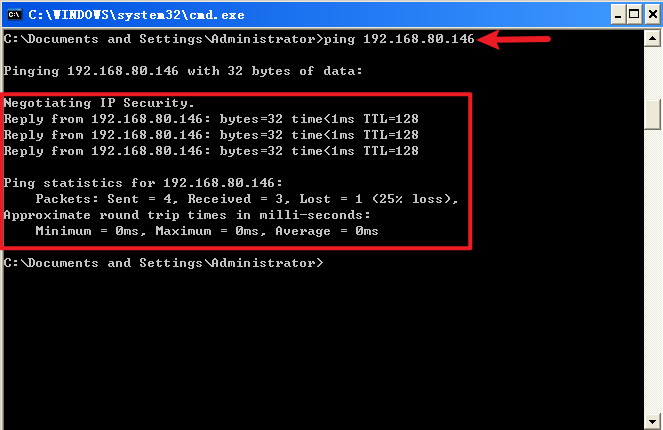 C:\WINDOWS\system32\cmd.exe
C:\Documents and Settings\Administrator>ping 192.168.80.146
Pinging 192.168.80.146 with 32 bytes of data:
Negotiating IP Security.
Reply from 192.168.80.146: bytes=32 time<1ms TTL=128
Reply from 192.168.80.146: bytes=32 time<1ms TTL=128
Reply from 192.168.80.146: bytes=32 time<1ms TTL=128
Ping statistics for 192.168.80.146:
Packets: Sent = 4, Received = 3, Lost = 1 (25% loss),
Approximate round trip times in milli-seconds:
Minimum = 0ms, Maximum = 0ms, Average = 0ms
C:\Documents and Settings\Administrator>